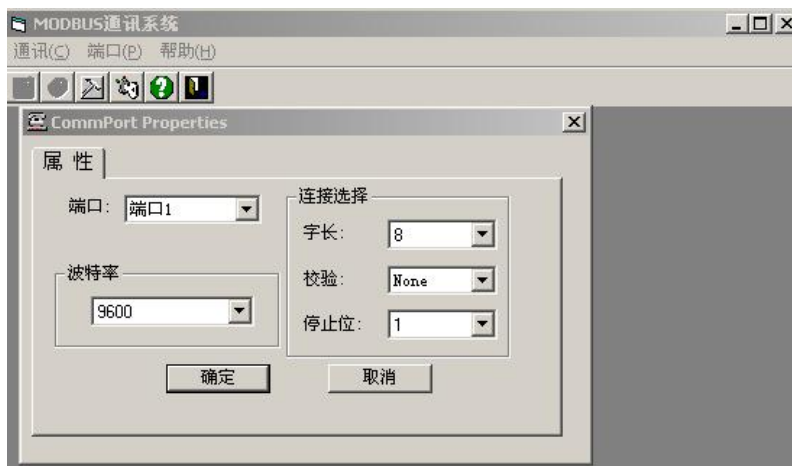 MODBUS通讯系统
通讯(C) 端口(P) 帮助(H)
CommPort Properties
属 性
端口: 端口1
波特率
9600
连接选择
字长: 8
校验: None
停止位: 1
确定 取消